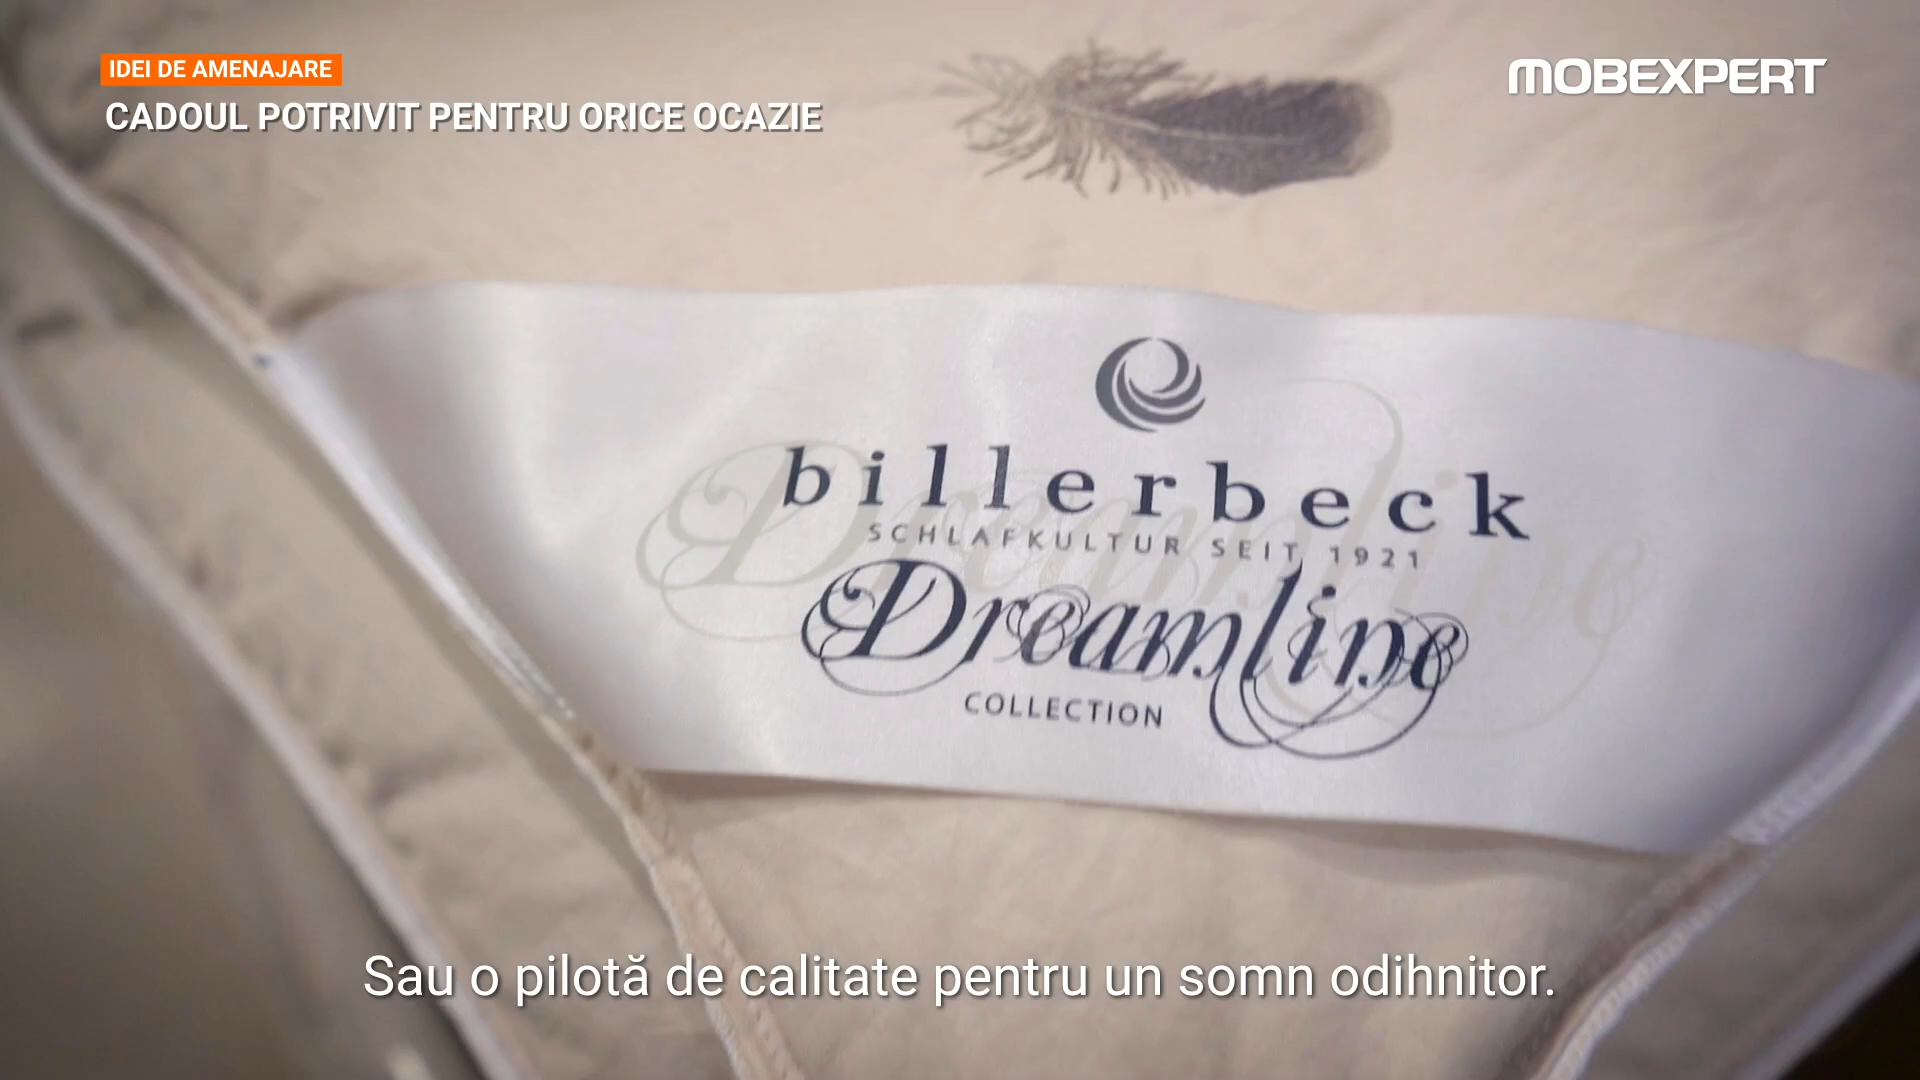 IDEI DE AMENAJARE
CADOUL POTRIVIT PENTRU ORICE OCAZIE
MOBEXPERT
billerbeck
SCHLAFKULTUR SEIT 1921
Dreamline
Dreamline
COLLECTION
Sau o pilotă de calitate pentru un somn odihnitor.